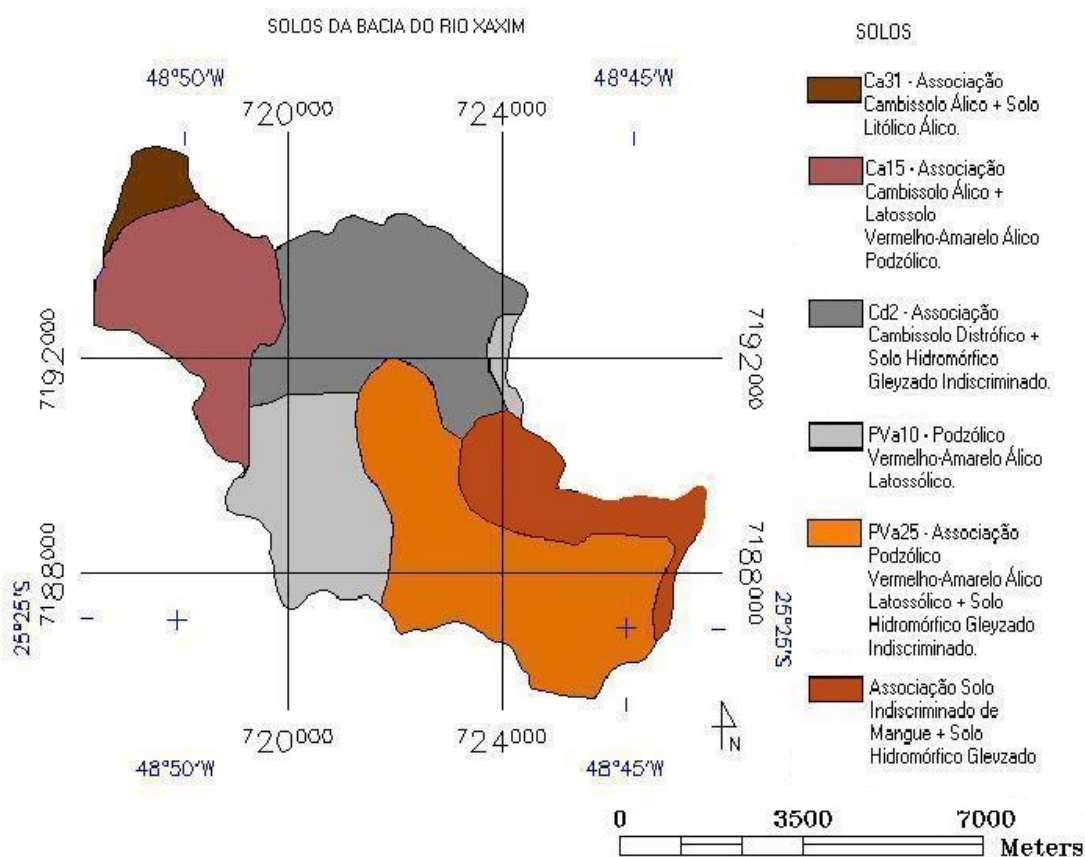 SOLOS DA BACIA DO RIO XAXIM
48°50'W
48°45'W
720000
724000
7192000
7192000
7188000
7188000
25°25'S
25°25'S
720000
724000
48°50'W
48°45'W
N
SOLOS
Ca31 - Associação
Cambissolo Álico + Solo
Litólico Álico.
Ca15 - Associação
Cambissolo Álico +
Latossolo
Vermelho-Amarelo Álico
Podzólico.
Cd2 - Associação
Cambissolo Distrófico +
Solo Hidromórfico
Gleyzado Indiscriminado.
PVa10 - Podzólico
Vermelho-Amarelo Álico
Latossólico.
PVa25 - Associação
Podzólico
Vermelho-Amarelo Álico
Latossólico + Solo
Hidromórfico Gleyzado
Indiscriminado.
Associação Solo
Indiscriminado de
Mangue + Solo
Hidromórfico Gleyzado
0 3500 7000
Meters